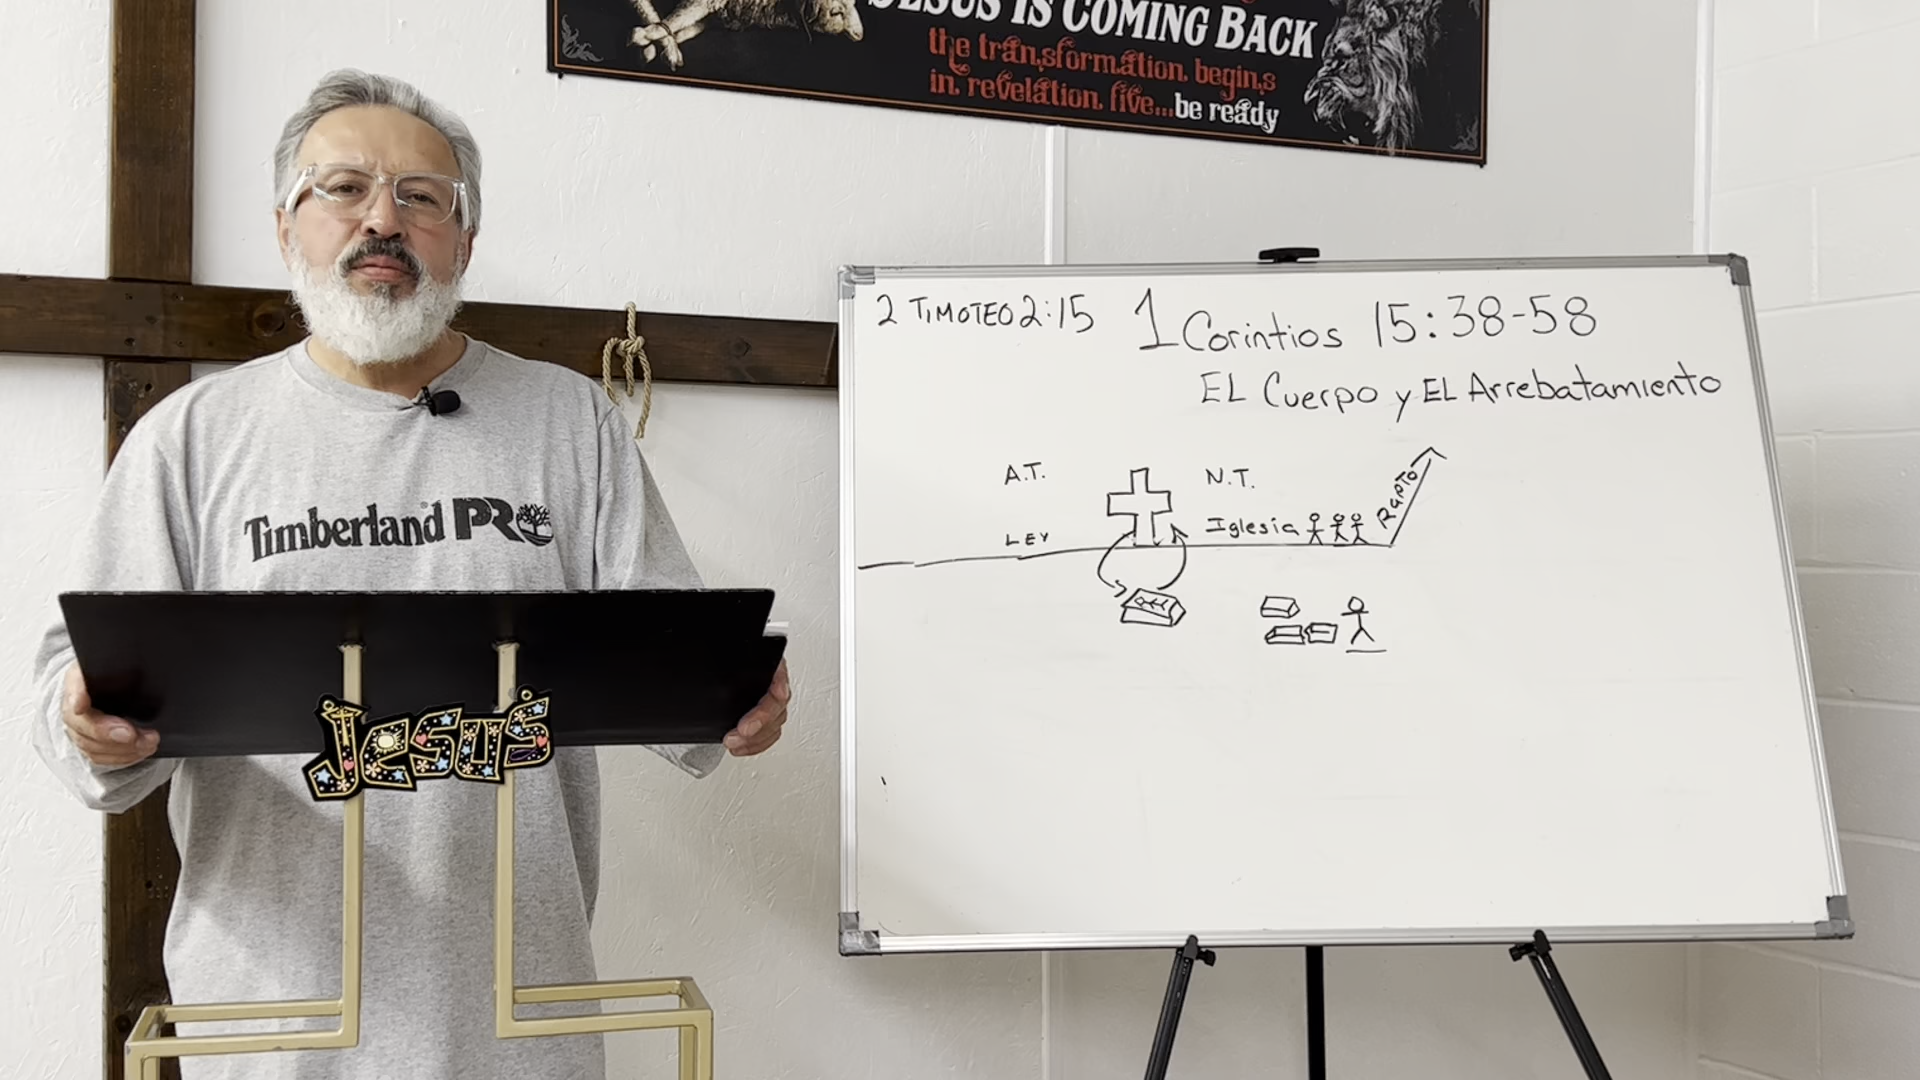 JESUS IS COMING BACK
the transformation begins
in revelation five...be ready
2 TIMOTEO 2:15
1 Corintios 15:38-58
EL Cuerpo y EL Arrebatamiento
A.T.
N.T.
LEY
Iglesia
Rapto
Timberland PRO
Jesus